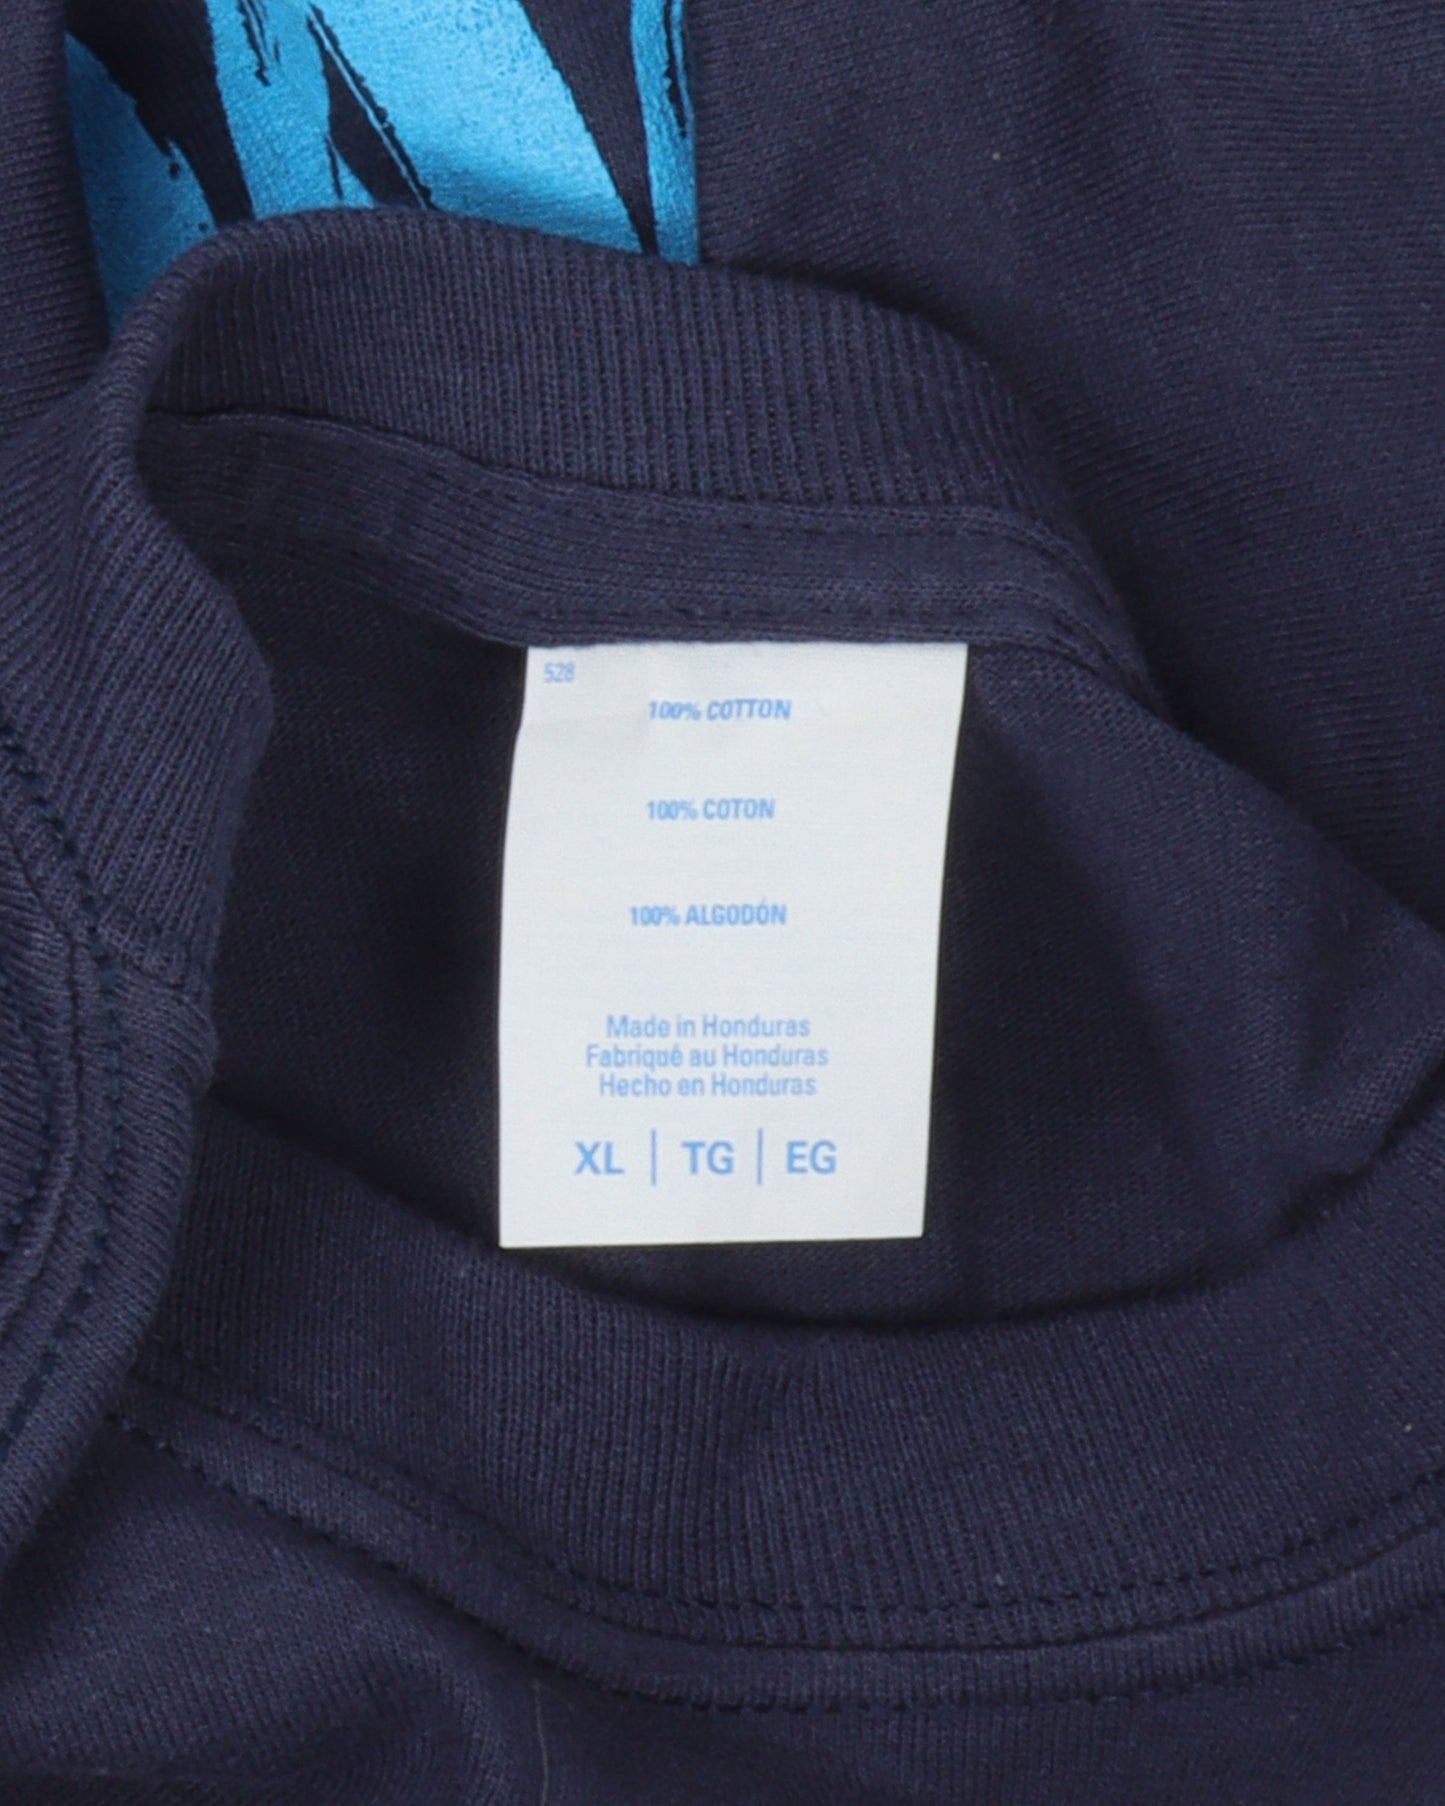 528
100% COTTON
100% COTON
100% ALGODÓN
Made in Honduras
Fabriqué au Honduras
Hecho en Honduras
XL | TG | EG